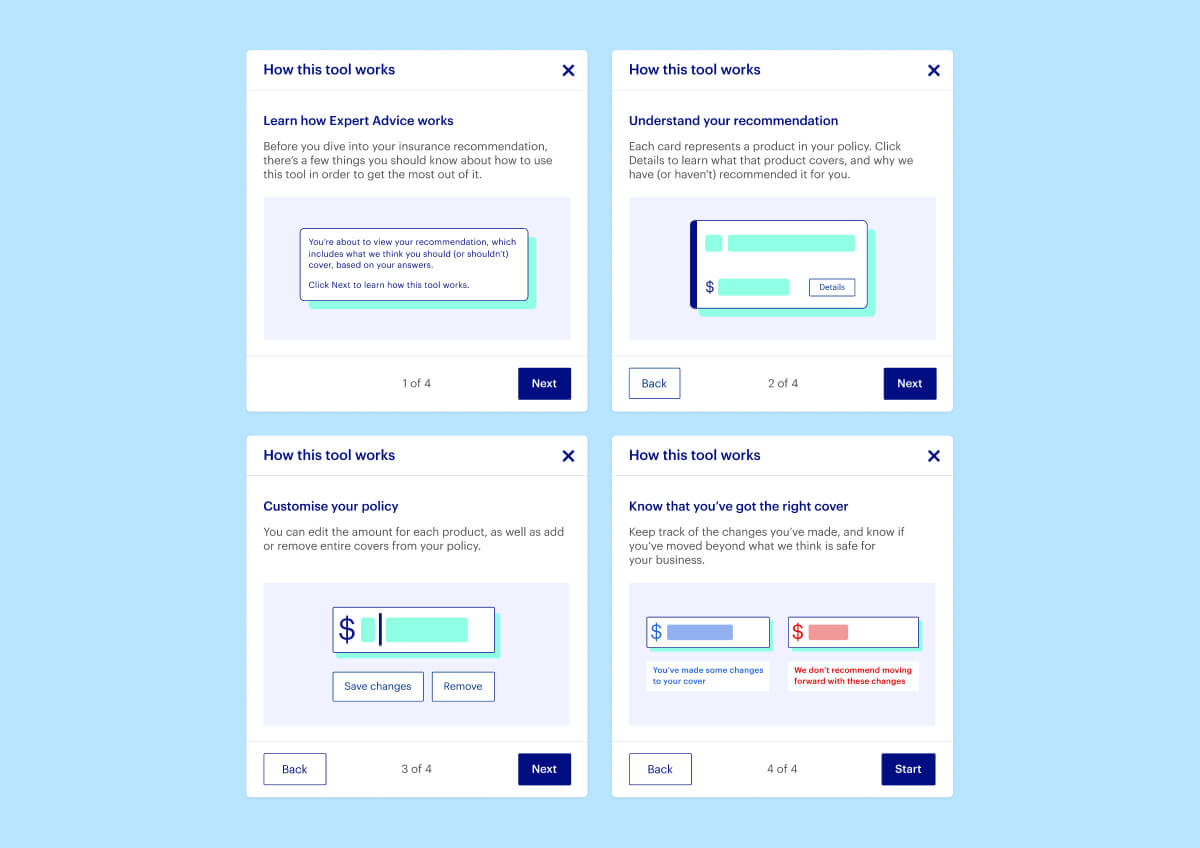 How this tool works
Learn how Expert Advice works
Before you dive into your insurance recommendation,
there's a few things you should know about how to use
this tool in order to get the most out of it.
You're about to view your recommendation, which
includes what we think you should (or shouldn't)
cover, based on your answers.
Click Next to learn how this tool works.
1 of 4
Next
How this tool works
Understand your recommendation
Each card represents a product in your policy. Click
Details to learn what that product covers, and why we
have (or haven't) recommended it for you.
$
Details
Back
2 of 4
Next
How this tool works
Customise your policy
You can edit the amount for each product, as well as add
or remove entire covers from your policy.
$
Save changes
Remove
Back
3 of 4
Next
How this tool works
Know that you've got the right cover
Keep track of the changes you've made, and know if
you've moved beyond what we think is safe for
your business.
$
You've made some changes
to your cover
$
We don't recommend moving
forward with these changes
Back
4 of 4
Start